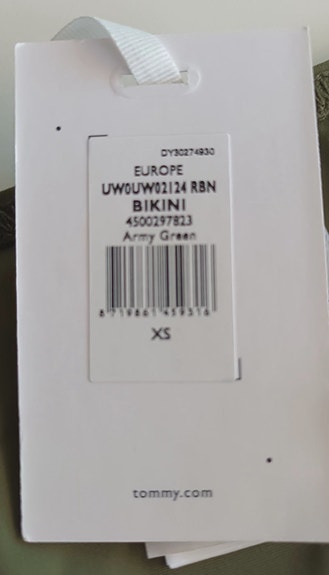 DY30274930
EUROPE
UW0UW02124 RBN
BIKINI
4500297823
Army Green
8 719861 459316
XS
tommy.com